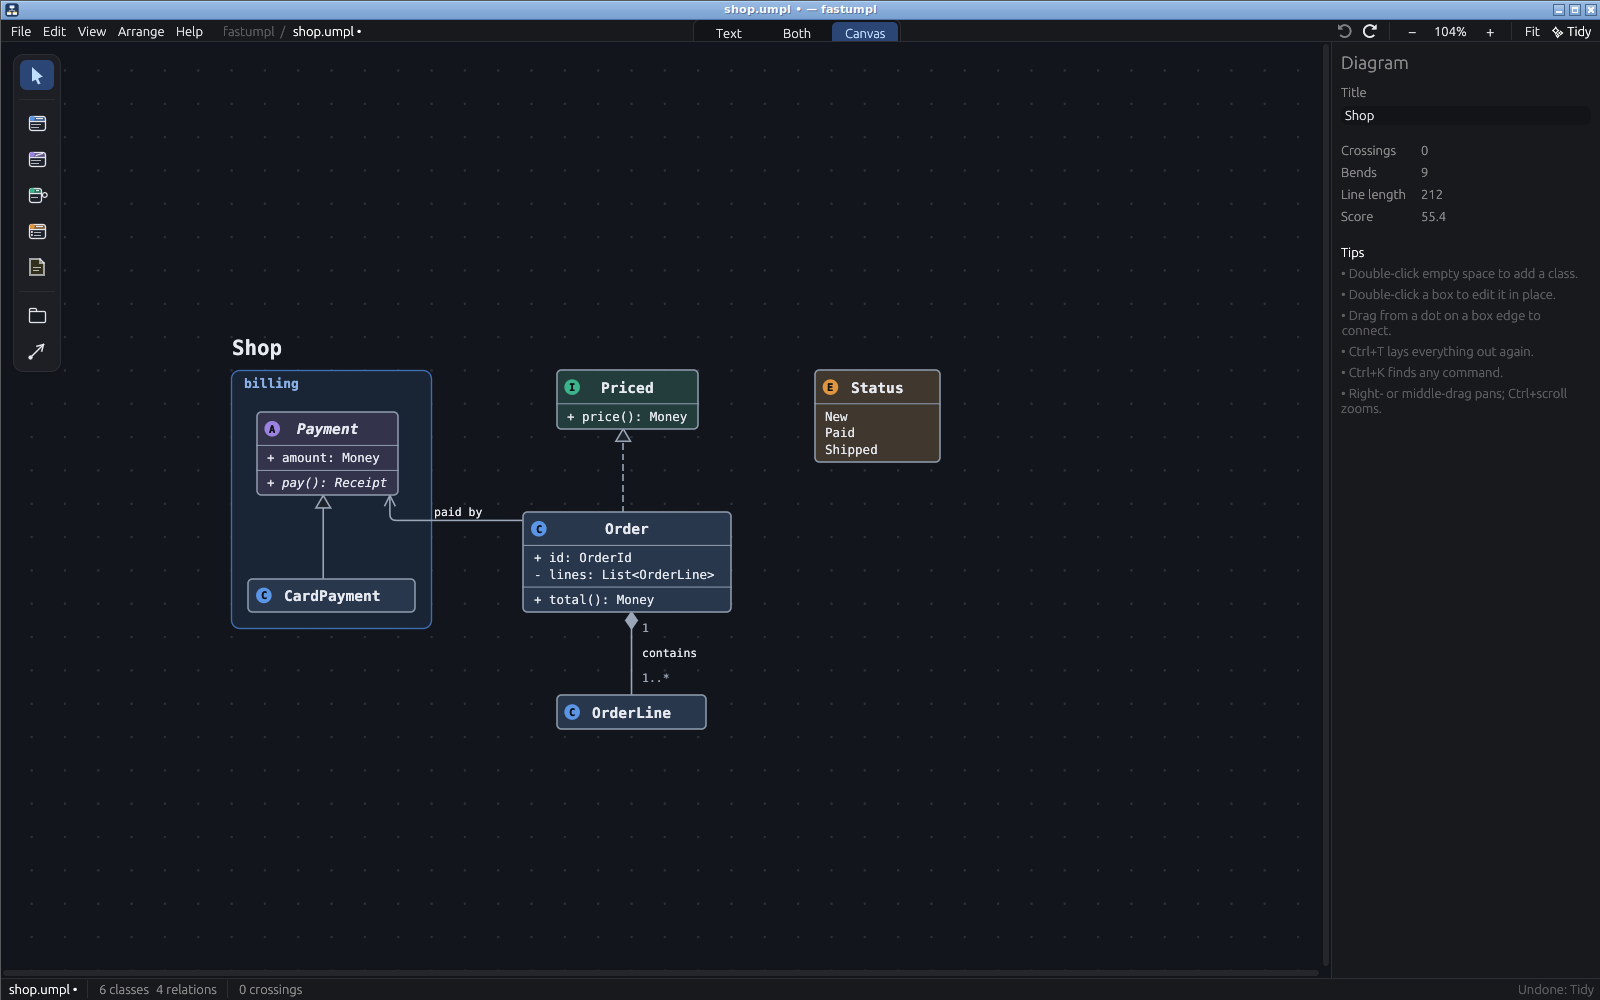 shop.umpl • — fastumpl
File Edit View Arrange Help fastumpl / shop.umpl •
Text Both Canvas
− 104% + Fit Tidy
Shop
billing
A Payment
+ amount: Money
+ pay(): Receipt
C CardPayment
paid by
I Priced
+ price(): Money
C Order
+ id: OrderId
- lines: List<OrderLine>
+ total(): Money
1
contains
1..*
C OrderLine
E Status
New
Paid
Shipped
Diagram
Title
Shop
Crossings 0
Bends 9
Line length 212
Score 55.4
Tips
• Double-click empty space to add a class.
• Double-click a box to edit it in place.
• Drag from a dot on a box edge to
connect.
• Ctrl+T lays everything out again.
• Ctrl+K finds any command.
• Right- or middle-drag pans; Ctrl+scroll
zooms.
shop.umpl • 6 classes 4 relations 0 crossings
Undone: Tidy